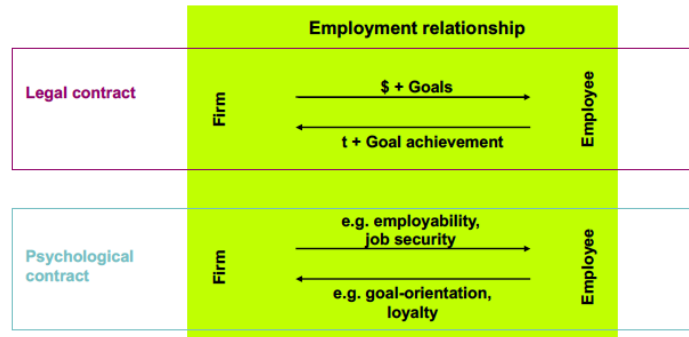 Employment relationship
Legal contract
Firm
$ + Goals
t + Goal achievement
Employee
Psychological
contract
Firm
e.g. employability,
job security
e.g. goal-orientation,
loyalty
Employee